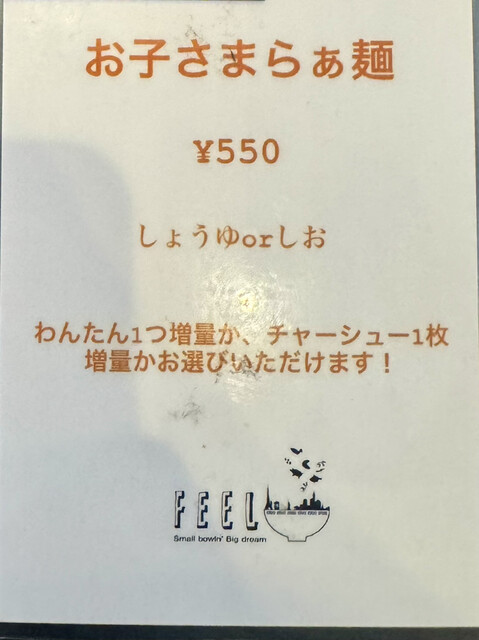 お子さまらぁ麺
¥550
しょうゆorしお
わんたん1つ増量か、チャーシュー1枚
増量かお選びいただけます！
FEEL
Small bowln' Big dream